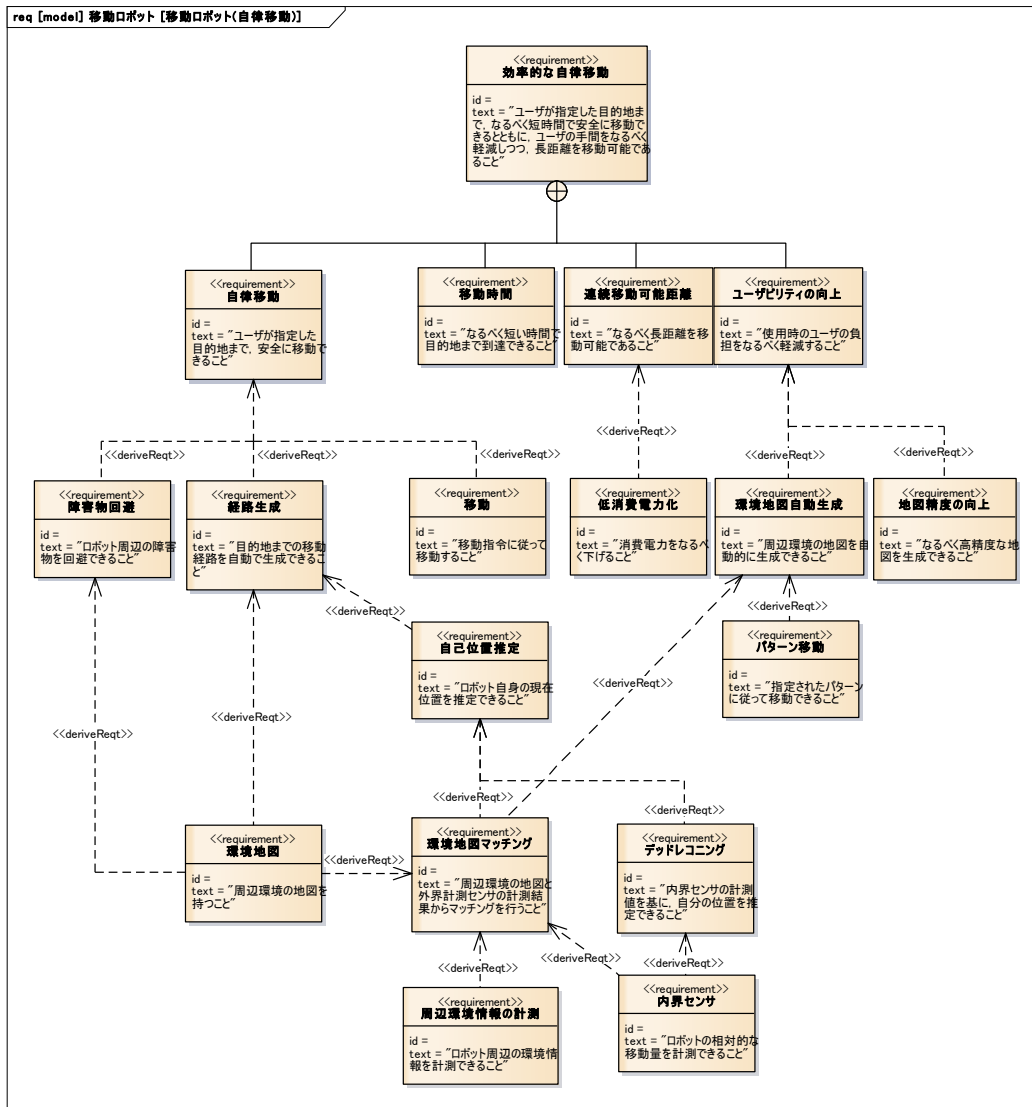 req [model] 移動ロボット [移動ロボット(自律移動)]
<<requirement>>
効率的な自律移動
id =
text = "ユーザが指定した目的地ま
で，なるべく短時間で安全に移動で
きるとともに，ユーザの手間をなるべく
軽減しつつ，長距離を移動可能であ
ること"
<<requirement>>
自律移動
id =
text = "ユーザが指定した
目的地まで，安全に移動で
きること"
<<requirement>>
移動時間
id =
text = "なるべく短い時間で
目的地まで到達できること"
<<requirement>>
連続移動可能距離
id =
text = "なるべく長距離を移
動可能であること"
<<requirement>>
ユーザビリティの向上
id =
text = "使用時のユーザの負
担をなるべく軽減すること"
<<deriveReqt>>
<<deriveReqt>>
<<deriveReqt>>
<<deriveReqt>>
<<deriveReqt>>
<<deriveReqt>>
<<requirement>>
障害物回避
id =
text = "ロボット周辺の障害
物を回避できること"
<<requirement>>
経路生成
id =
text = "目的地までの移動
経路を自動で生成できるこ
と"
<<requirement>>
移動
id =
text = "移動指令に従って
移動すること"
<<requirement>>
低消費電力化
id =
text = "消費電力をなるべ
く下げること"
<<requirement>>
環境地図自動生成
id =
text = "周辺環境の地図を自
動的に生成できること"
<<requirement>>
地図精度の向上
id =
text = "なるべく高精度な地
図を生成できること"
<<deriveReqt>>
<<deriveReqt>>
<<requirement>>
自己位置推定
id =
text = "ロボット自身の現在
位置を推定できること"
<<requirement>>
パターン移動
id =
text = "指定されたパターン
に従って移動できること"
<<deriveReqt>>
<<deriveReqt>>
<<deriveReqt>>
<<deriveReqt>>
<<deriveReqt>>
<<requirement>>
環境地図
id =
text = "周辺環境の地図を
持つこと"
<<deriveReqt>>
<<requirement>>
環境地図マッチング
id =
text = "周辺環境の地図と
外界計測センサの計測結
果からマッチングを行うこと"
<<requirement>>
デッドレコニング
id =
text = "内界センサの計測
値を基に，自分の位置を推
定できること"
<<deriveReqt>>
<<deriveReqt>>
<<deriveReqt>>
<<requirement>>
周辺環境情報の計測
id =
text = "ロボット周辺の環境情
報を計測できること"
<<requirement>>
内界センサ
id =
text = "ロボットの相対的な
移動量を計測できること"